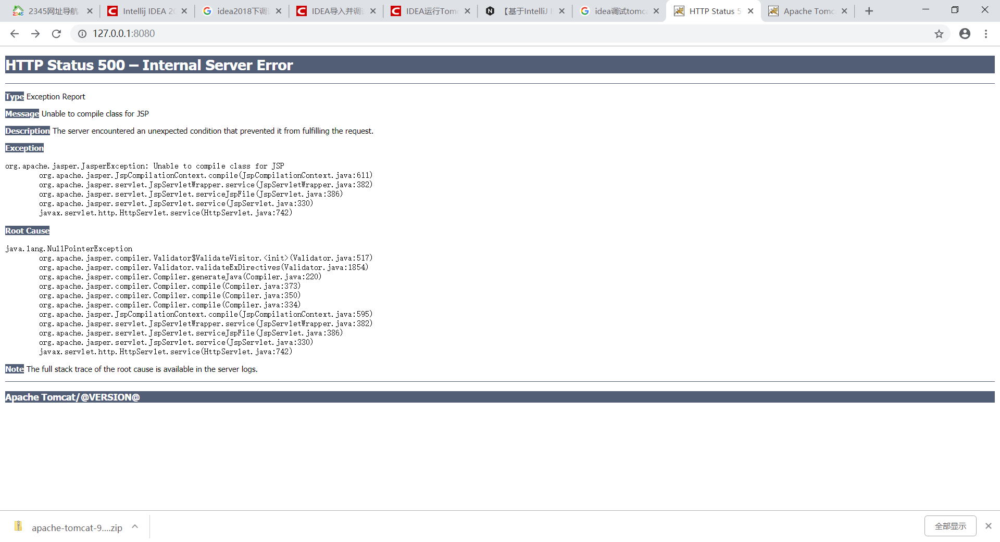 2345网址导航
Intellij IDEA 20
idea2018下调
IDEA导入并调
IDEA运行Tom
【基于IntelliJ I
idea调试tomc
HTTP Status 5
Apache Tomc
127.0.0.1:8080
HTTP Status 500 – Internal Server Error
Type Exception Report
Message Unable to compile class for JSP
Description The server encountered an unexpected condition that prevented it from fulfilling the request.
Exception
org.apache.jasper.JasperException: Unable to compile class for JSP
org.apache.jasper.JspCompilationContext.compile(JspCompilationContext.java:611)
org.apache.jasper.servlet.JspServletWrapper.service(JspServletWrapper.java:382)
org.apache.jasper.servlet.JspServlet.serviceJspFile(JspServlet.java:386)
org.apache.jasper.servlet.JspServlet.service(JspServlet.java:330)
javax.servlet.http.HttpServlet.service(HttpServlet.java:742)
Root Cause
java.lang.NullPointerException
org.apache.jasper.compiler.Validator$ValidateVisitor.<init>(Validator.java:517)
org.apache.jasper.compiler.Validator.validateExDirectives(Validator.java:1854)
org.apache.jasper.compiler.Compiler.generateJava(Compiler.java:220)
org.apache.jasper.compiler.Compiler.compile(Compiler.java:373)
org.apache.jasper.compiler.Compiler.compile(Compiler.java:350)
org.apache.jasper.compiler.Compiler.compile(Compiler.java:334)
org.apache.jasper.JspCompilationContext.compile(JspCompilationContext.java:595)
org.apache.jasper.servlet.JspServletWrapper.service(JspServletWrapper.java:382)
org.apache.jasper.servlet.JspServlet.serviceJspFile(JspServlet.java:386)
org.apache.jasper.servlet.JspServlet.service(JspServlet.java:330)
javax.servlet.http.HttpServlet.service(HttpServlet.java:742)
Note The full stack trace of the root cause is available in the server logs.
Apache Tomcat/@VERSION@
apache-tomcat-9....zip
全部显示